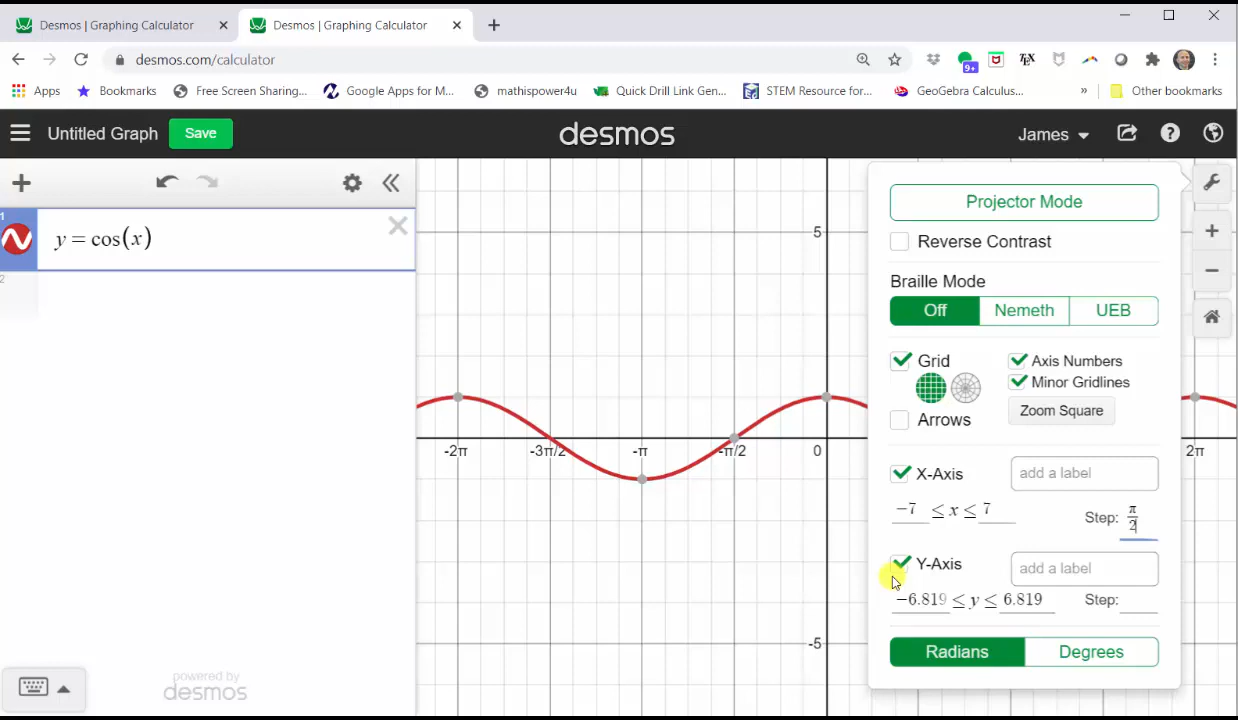 Desmos | Graphing Calculator
Desmos | Graphing Calculator
desmos.com/calculator
9+
TEX
Apps
Bookmarks
Free Screen Sharing...
Google Apps for M...
mathispower4u
Quick Drill Link Gen...
STEM Resource for...
GeoGebra Calculus...
»
Other bookmarks
Untitled Graph
Save
desmos
James
1
y = cos(x)
2
powered by
desmos
5
-2π
-3π/2
-π
-π/2
0
2π
-5
Projector Mode
Reverse Contrast
Braille Mode
Off
Nemeth
UEB
Grid
Axis Numbers
Minor Gridlines
Arrows
Zoom Square
X-Axis
add a label
−7 ≤ x ≤ 7
Step: π/2
Y-Axis
add a label
−6.819 ≤ y ≤ 6.819
Step:
Radians
Degrees